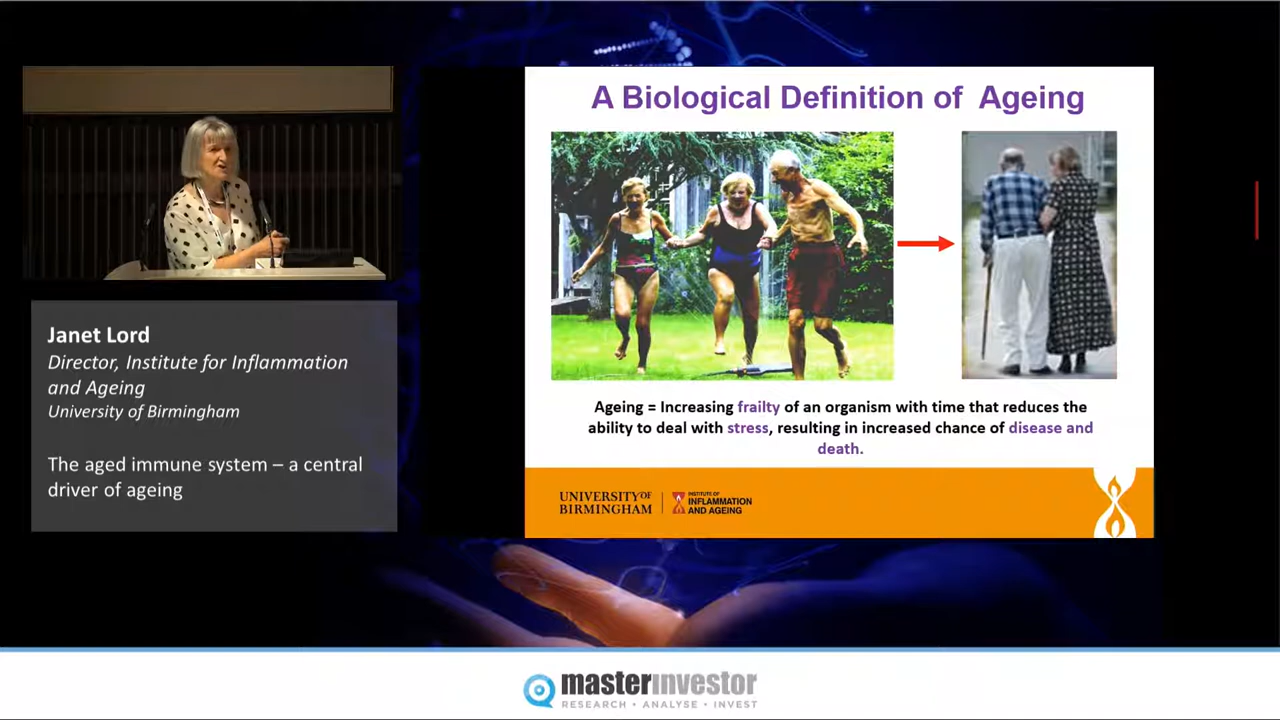 A Biological Definition of Ageing
Janet Lord
Director, Institute for Inflammation
and Ageing
University of Birmingham
The aged immune system – a central
driver of ageing
Ageing = Increasing frailty of an organism with time that reduces the
ability to deal with stress, resulting in increased chance of disease and
death.
UNIVERSITY OF
BIRMINGHAM
INSTITUTE OF
INFLAMMATION
AND AGEING
masterinvestor
RESEARCH • ANALYSE • INVEST